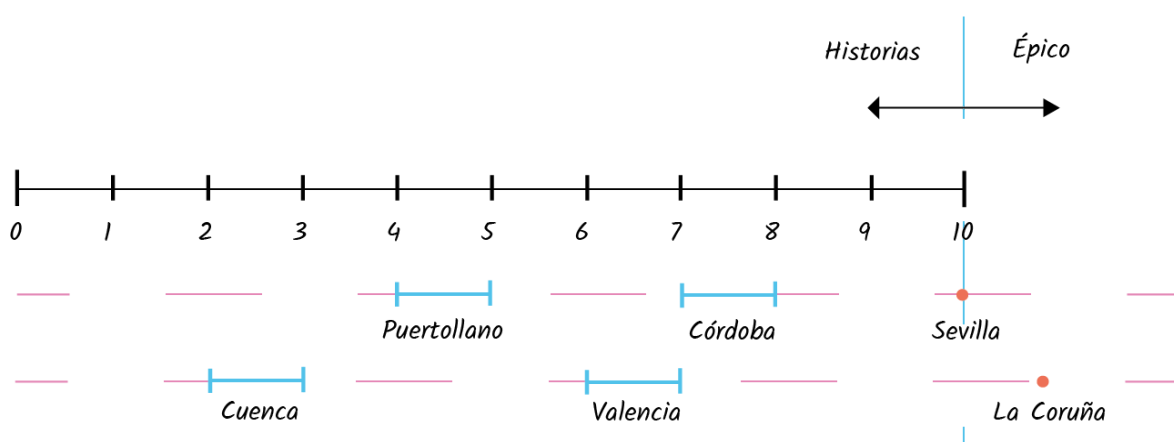 Historias Épico
0 1 2 3 4 5 6 7 8 9 10
Puertollano Córdoba Sevilla
Cuenca Valencia La Coruña